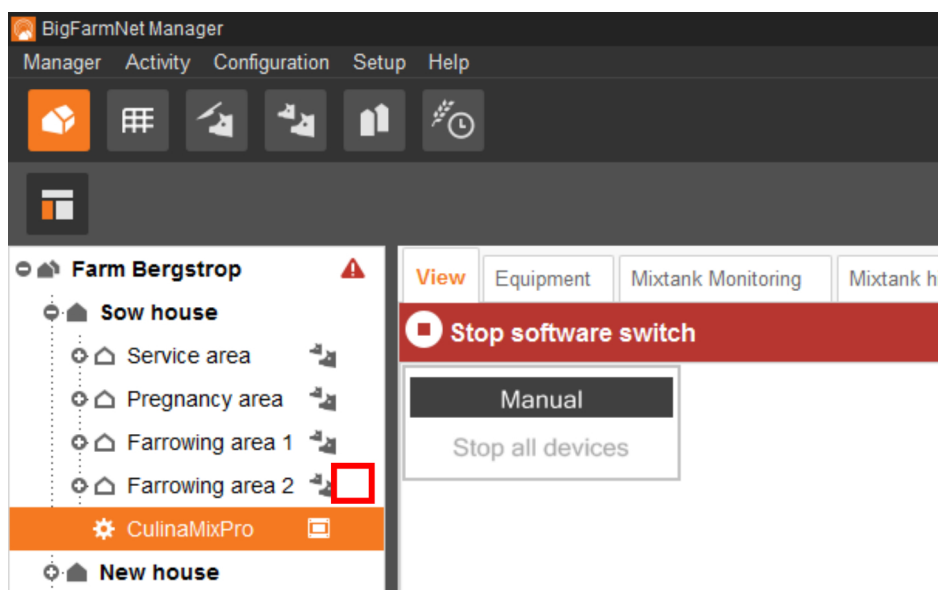 BigFarmNet Manager
Manager Activity Configuration Setup Help
Farm Bergstrop
Sow house
Service area
Pregnancy area
Farrowing area 1
Farrowing area 2
CulinaMixPro
New house
View Equipment Mixtank Monitoring Mixtank h
Stop software switch
Manual
Stop all devices